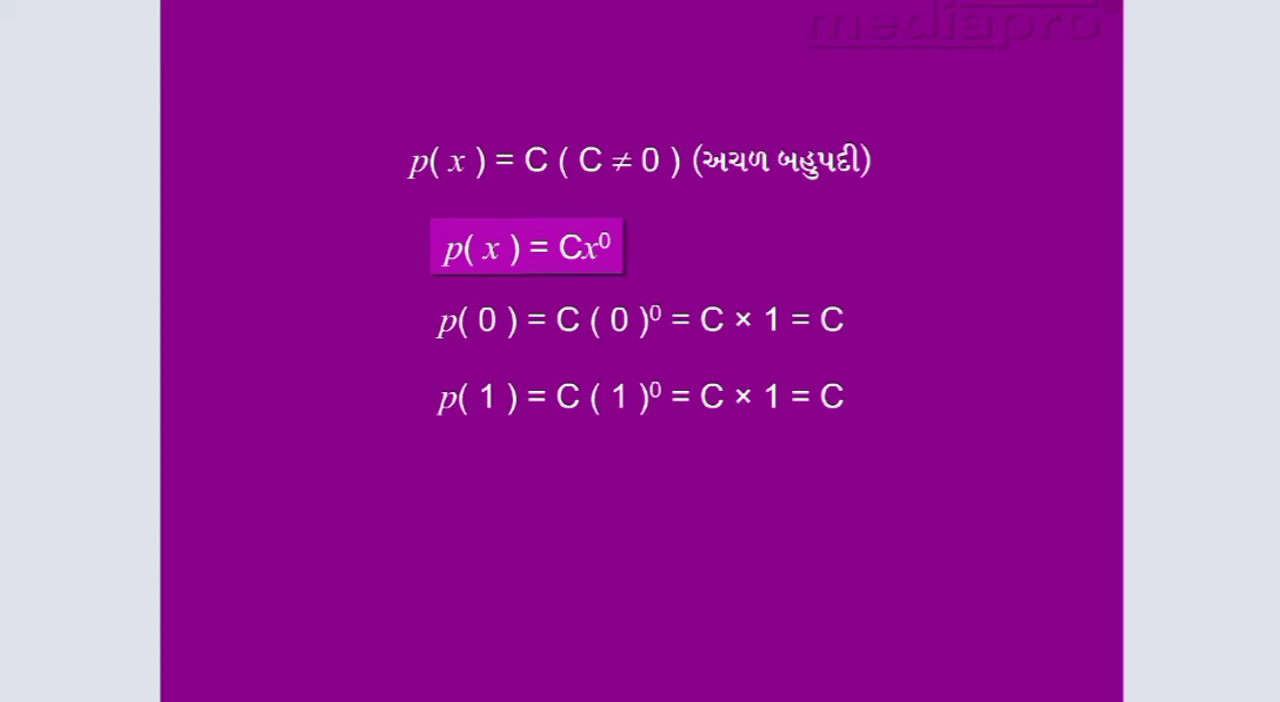 mediapro
p( x ) = C ( C ≠ 0 ) (અચળ બહુપદી)
p( x ) = Cx⁰
p( 0 ) = C ( 0 )⁰ = C × 1 = C
p( 1 ) = C ( 1 )⁰ = C × 1 = C